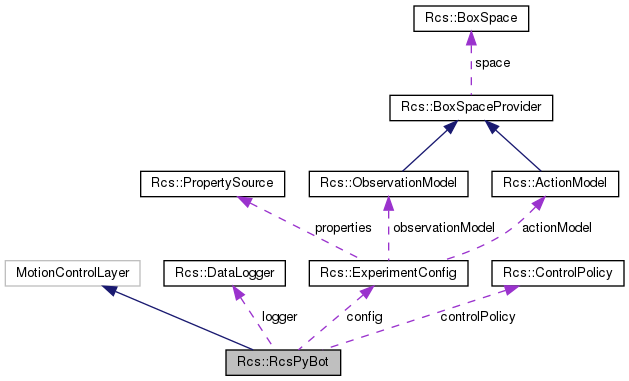 Rcs::BoxSpace
space
Rcs::BoxSpaceProvider
Rcs::PropertySource
Rcs::ObservationModel
Rcs::ActionModel
properties
observationModel
actionModel
MotionControlLayer
Rcs::DataLogger
Rcs::ExperimentConfig
Rcs::ControlPolicy
logger
config
controlPolicy
Rcs::RcsPyBot